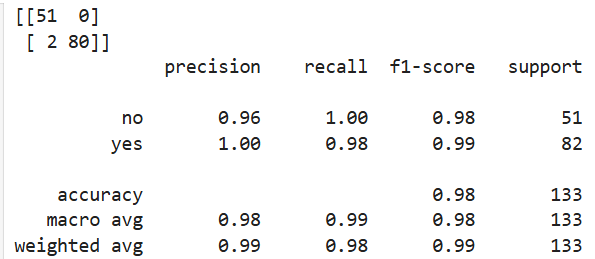 [[51  0]
 [ 2 80]]
              precision    recall  f1-score   support

          no       0.96      1.00      0.98        51
         yes       1.00      0.98      0.99        82

    accuracy                           0.98       133
   macro avg       0.98      0.99      0.98       133
weighted avg       0.99      0.98      0.99       133